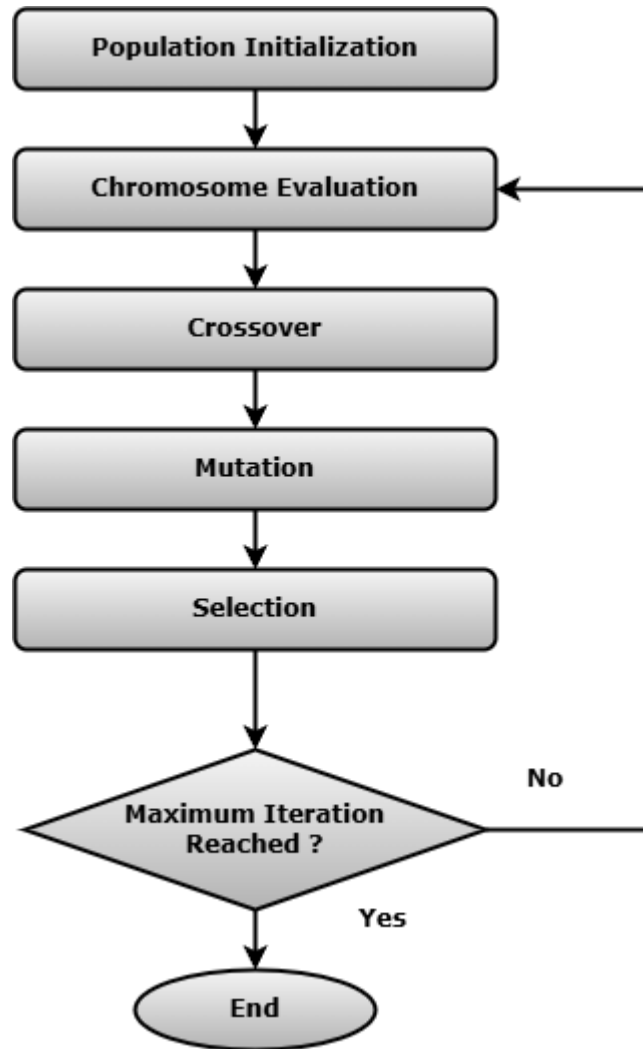 Population Initialization
Chromosome Evaluation
Crossover
Mutation
Selection
Maximum Iteration
Reached ?
No
Yes
End